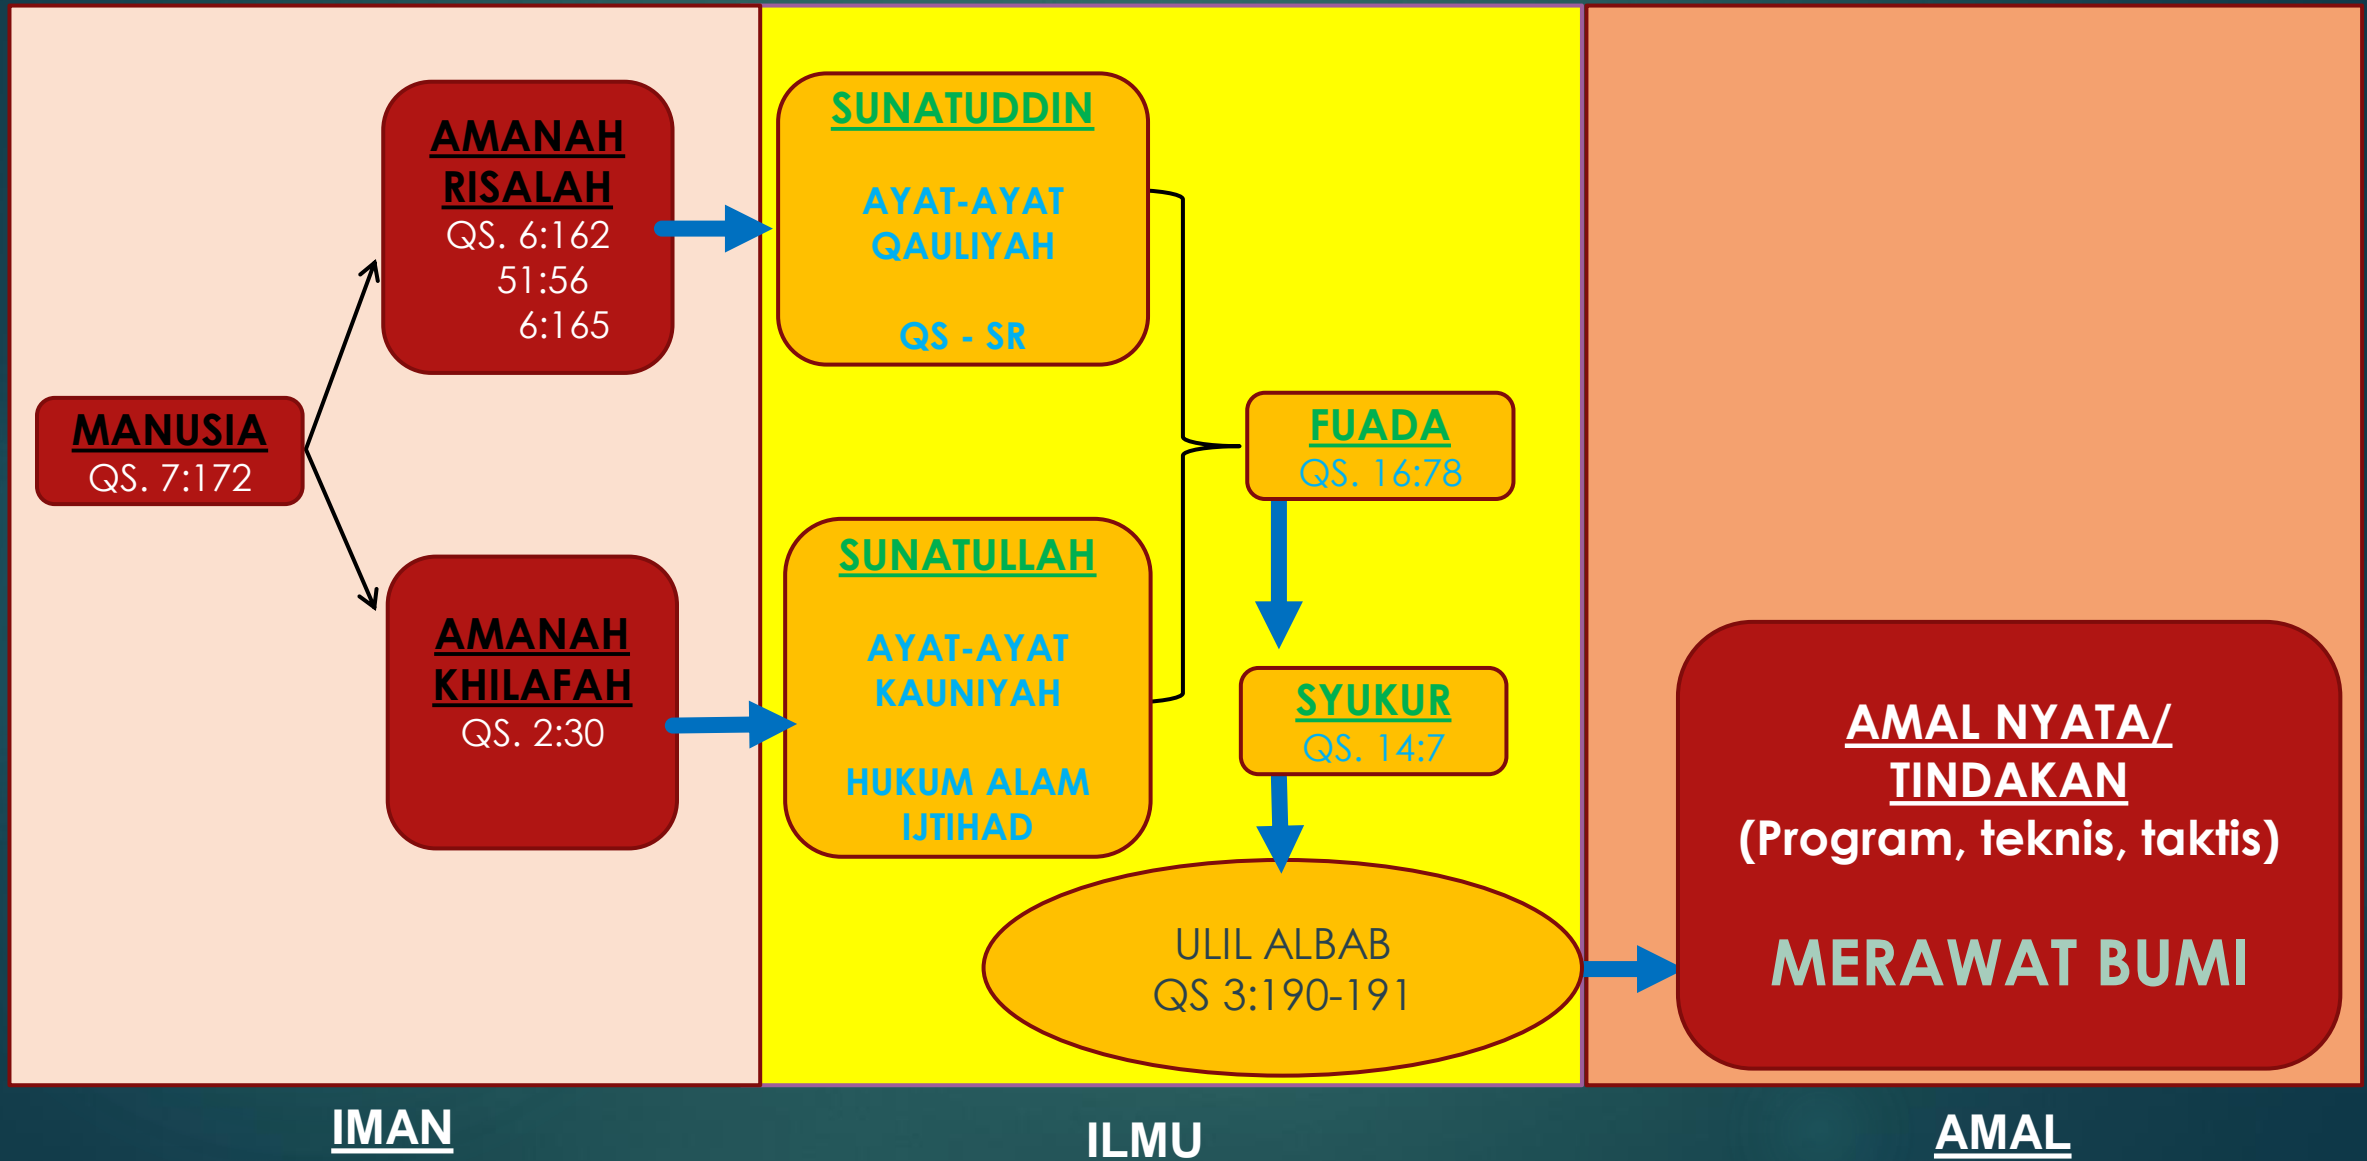 MANUSIA
QS. 7:172
AMANAH
RISALAH
QS. 6:162
51:56
6:165
AMANAH
KHILAFAH
QS. 2:30
SUNATUDDIN
AYAT-AYAT
QAULIYAH
QS - SR
SUNATULLAH
AYAT-AYAT
KAUNIYAH
HUKUM ALAM
IJTIHAD
FUADA
QS. 16:78
SYUKUR
QS. 14:7
ULIL ALBAB
QS 3:190-191
AMAL NYATA/
TINDAKAN
(Program, teknis, taktis)
MERAWAT BUMI
IMAN
ILMU
AMAL